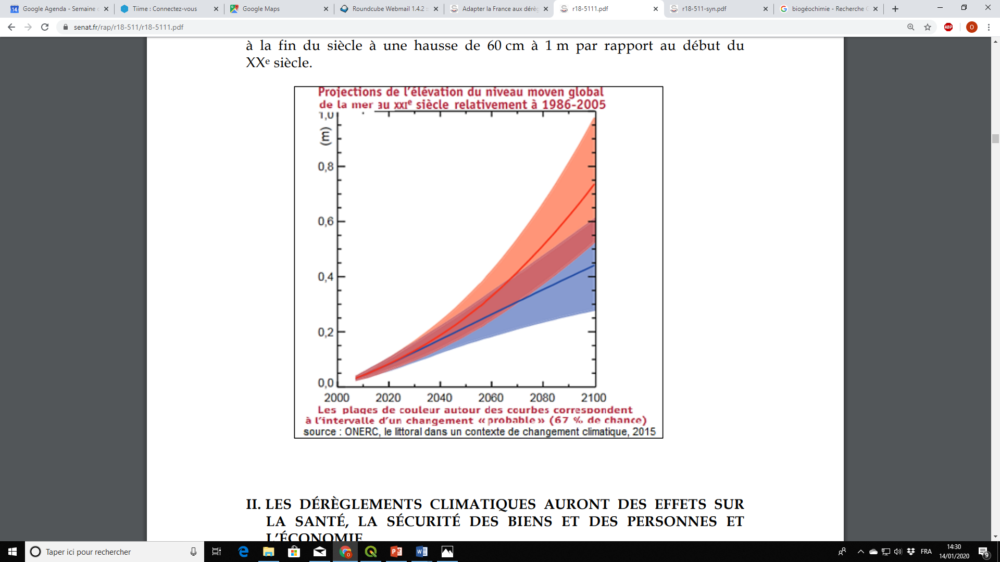 Google Agenda - Semaine
Tiime : Connectez-vous
Google Maps
Roundcube Webmail 1.4.2
Adapter la France aux dérèg
r18-5111.pdf
r18-511-syn.pdf
biogéochimie - Recherche G
senat.fr/rap/r18-511/r18-5111.pdf
ABP
O
à la fin du siècle à une hausse de 60 cm à 1 m par rapport au début du
XXe siècle.
Projections de l'élévation du niveau moyen global
de la mer au XXIe siècle relativement à 1986-2005
1,0
(m)
0,8
0,6
0,4
0,2
0,0
2000 2020 2040 2060 2080 2100
Les plages de couleur autour des courbes correspondent
à l'intervalle d'un changement « probable » (67 % de chance)
source : ONERC, le littoral dans un contexte de changement climatique, 2015
II. LES DÉRÈGLEMENTS CLIMATIQUES AURONT DES EFFETS SUR
LA SANTÉ, LA SÉCURITÉ DES BIENS ET DES PERSONNES ET
L'ÉCONOMIE
Taper ici pour rechercher
FRA
14:30
14/01/2020
9